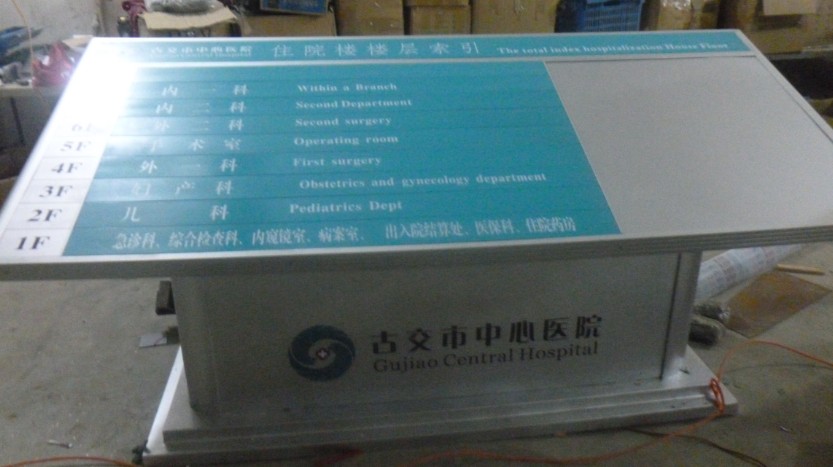 古交市中心医院 住院楼楼层索引 The total index hospitalization House Floor
Gujiao Central Hospital
内一科 Within a Branch
内二科 Second Department
6F 外二科 Second surgery
5F 手术室 Operating room
4F 外一科 First surgery
3F 妇产科 Obstetrics and gynecology department
2F 儿科 Pediatrics Dept
1F 急诊科、综合检查科、内窥镜室、病案室、 出入院结算处、医保科、住院药房
古交市中心医院
Gujiao Central Hospital